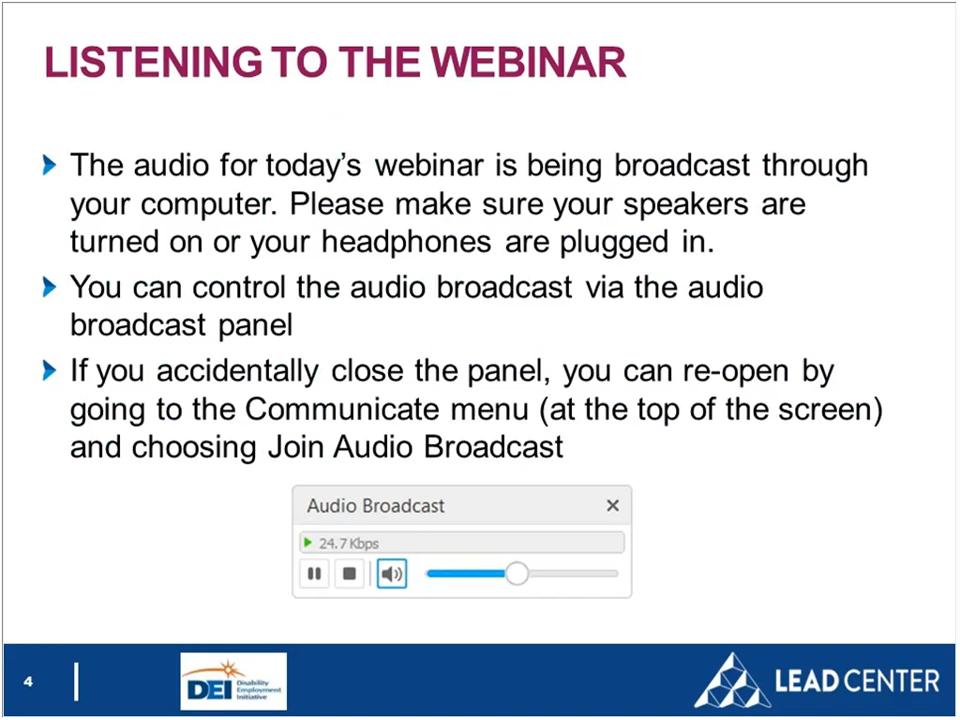 LISTENING TO THE WEBINAR
The audio for today’s webinar is being broadcast through
your computer. Please make sure your speakers are
turned on or your headphones are plugged in.
You can control the audio broadcast via the audio
broadcast panel
If you accidentally close the panel, you can re-open by
going to the Communicate menu (at the top of the screen)
and choosing Join Audio Broadcast
Audio Broadcast
24.7 Kbps
4
DEI
Disability
Employment
Initiative
LEAD CENTER